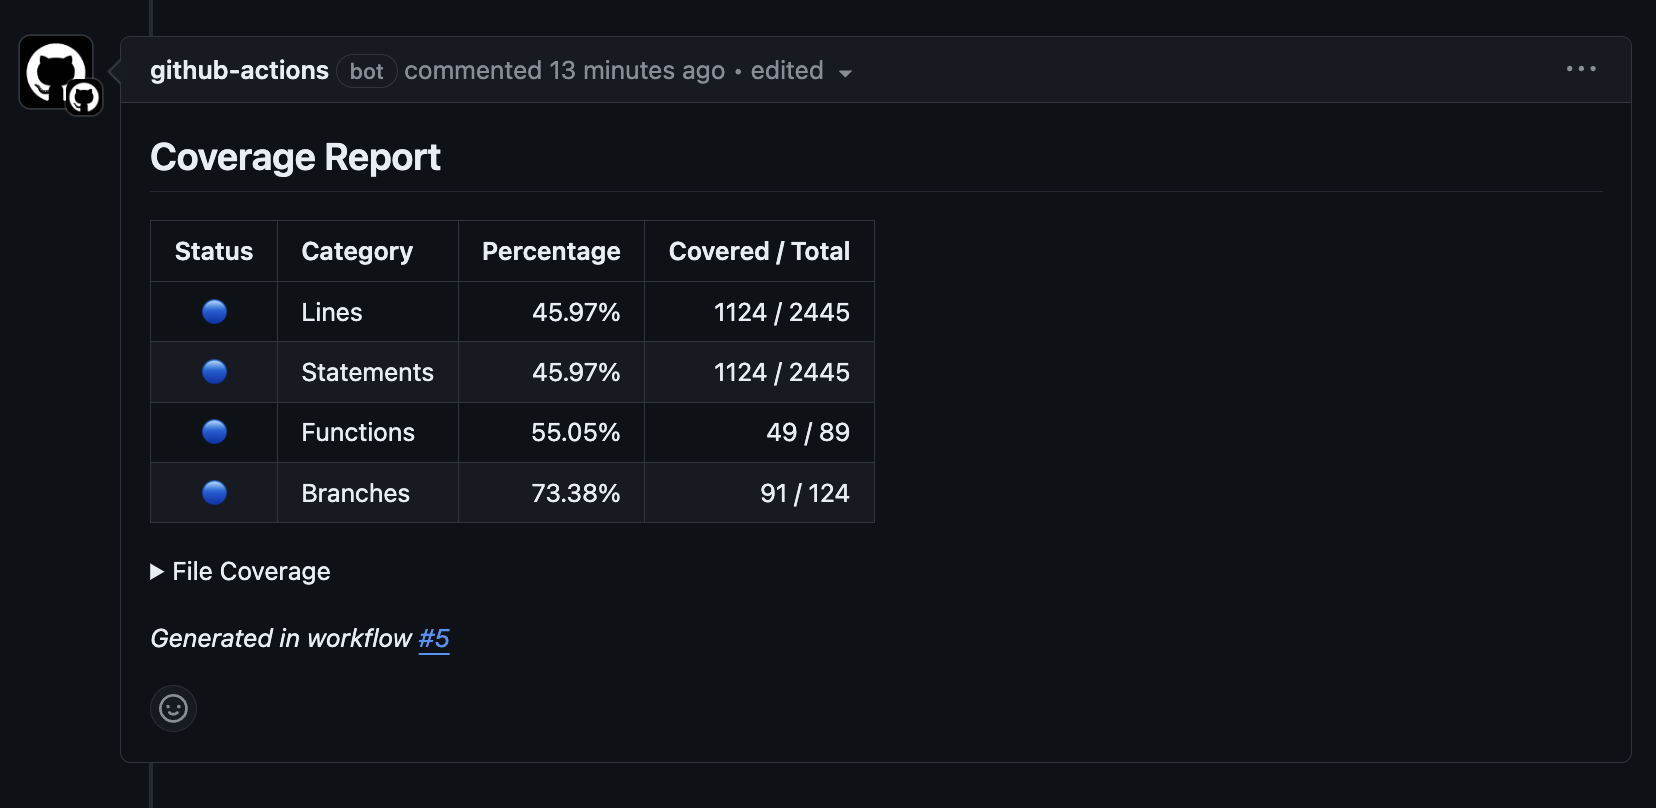 github-actions bot commented 13 minutes ago • edited
Coverage Report
Status Category Percentage Covered / Total
Lines 45.97% 1124 / 2445
Statements 45.97% 1124 / 2445
Functions 55.05% 49 / 89
Branches 73.38% 91 / 124
File Coverage
Generated in workflow #5